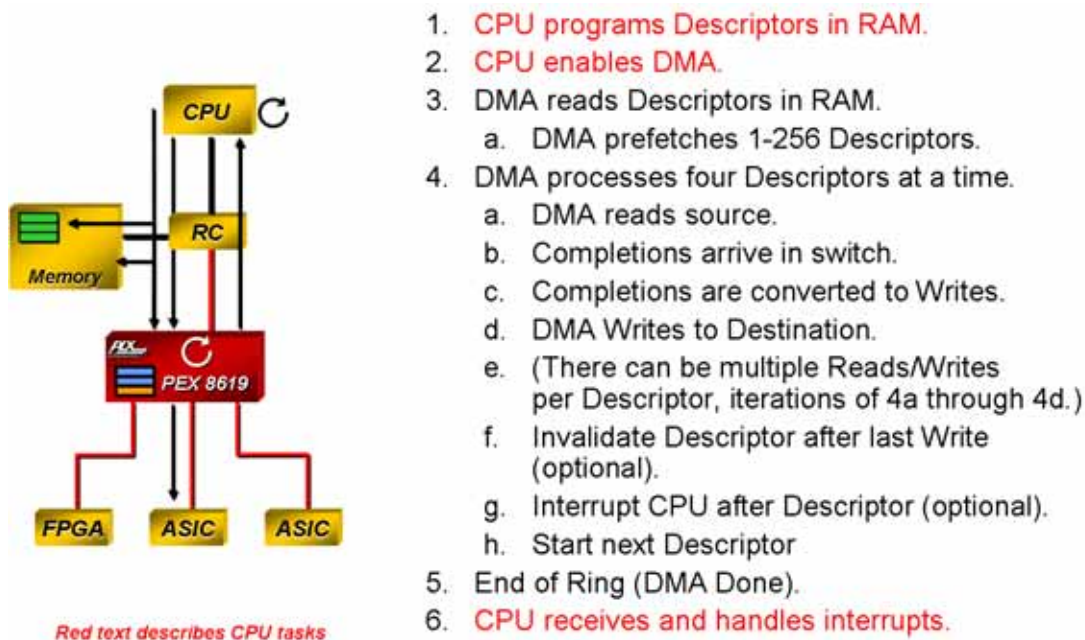 1. CPU programs Descriptors in RAM.
2. CPU enables DMA.
3. DMA reads Descriptors in RAM.
a. DMA prefetches 1-256 Descriptors.
4. DMA processes four Descriptors at a time.
a. DMA reads source.
b. Completions arrive in switch.
c. Completions are converted to Writes.
d. DMA Writes to Destination.
e. (There can be multiple Reads/Writes
per Descriptor, iterations of 4a through 4d.)
f. Invalidate Descriptor after last Write
(optional).
g. Interrupt CPU after Descriptor (optional).
h. Start next Descriptor
5. End of Ring (DMA Done).
6. CPU receives and handles interrupts.
CPU
RC
Memory
PLX
PEX 8619
FPGA
ASIC
ASIC
Red text describes CPU tasks